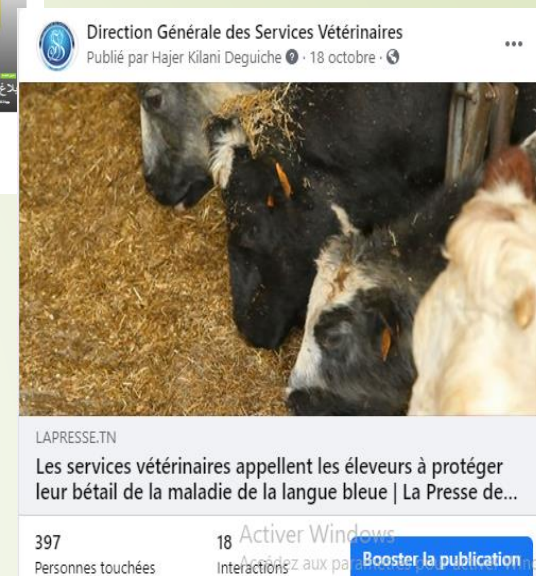 Direction Générale des Services Vétérinaires
Publié par Hajer Kilani Deguiche · 18 octobre ·
LAPRESSE.TN
Les services vétérinaires appellent les éleveurs à protéger
leur bétail de la maladie de la langue bleue | La Presse de...
397
Personnes touchées
18
Interactions
Activer Windows
Accédez aux
Booster la publication